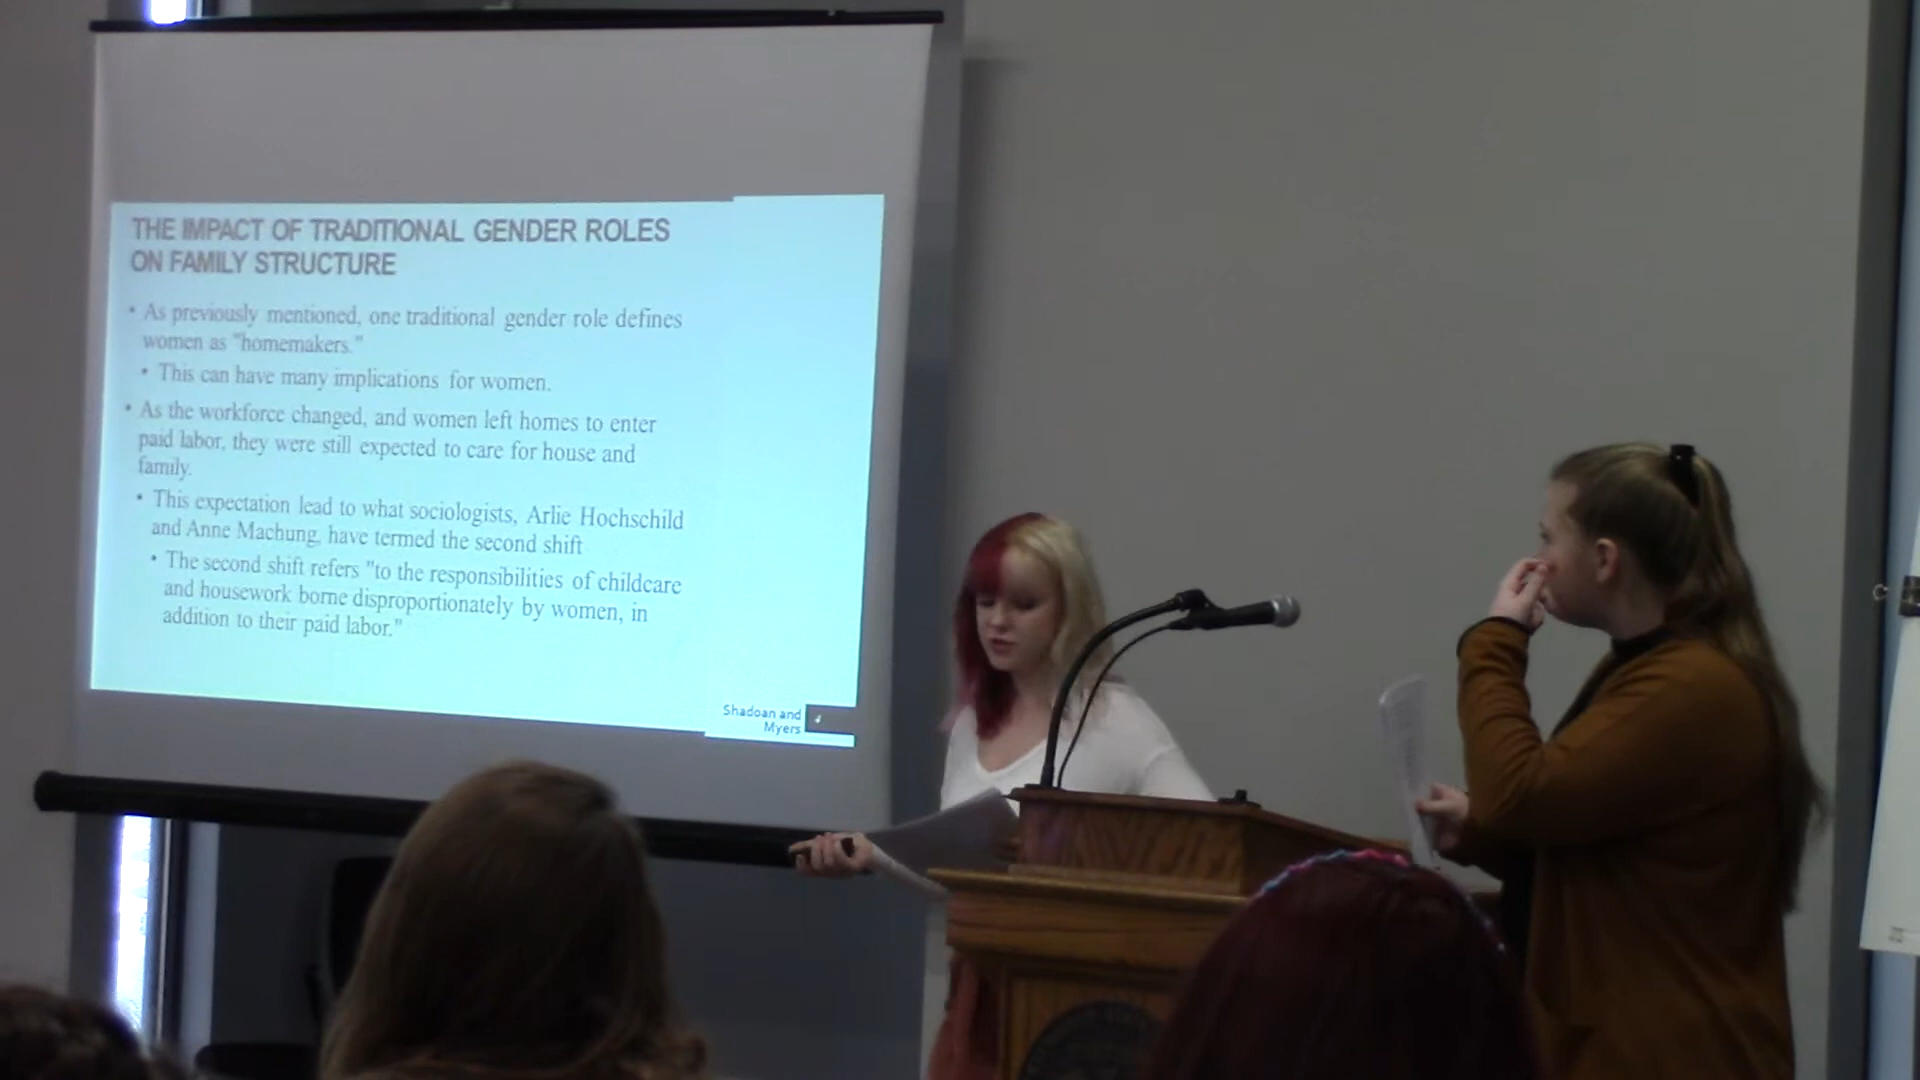 THE IMPACT OF TRADITIONAL GENDER ROLES
ON FAMILY STRUCTURE
• As previously mentioned, one traditional gender role defines
women as "homemakers."
• This can have many implications for women.
• As the workforce changed, and women left homes to enter
paid labor, they were still expected to care for house and
family.
• This expectation lead to what sociologists, Arlie Hochschild
and Anne Machung, have termed the second shift
• The second shift refers "to the responsibilities of childcare
and housework borne disproportionately by women, in
addition to their paid labor."
Shadoan and
Myers